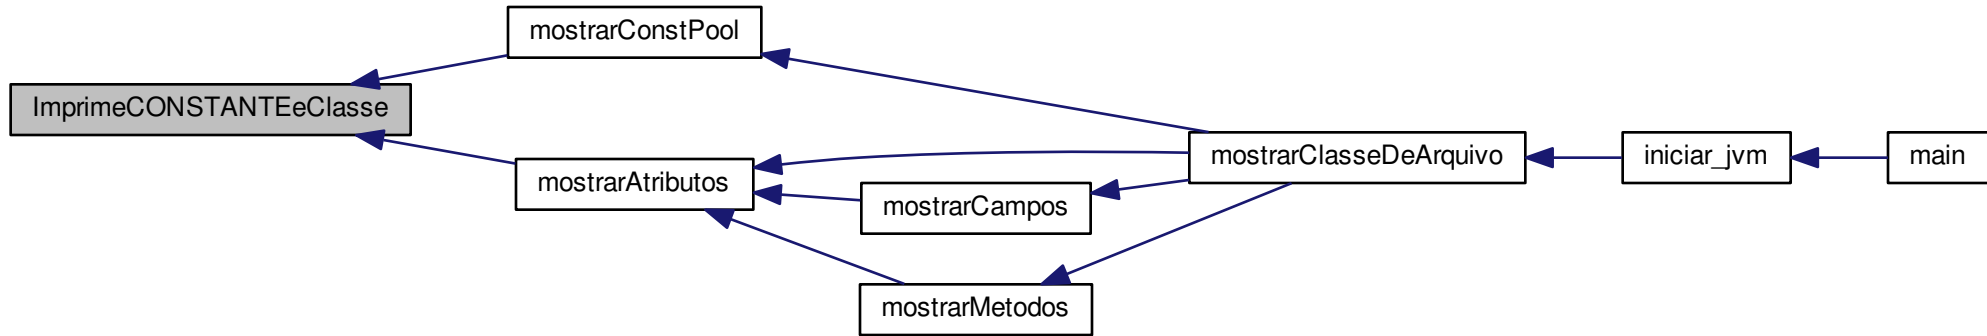 mostrarConstPool
ImprimeCONSTANTEeClasse
mostrarClasseDeArquivo
iniciar_jvm
main
mostrarAtributos
mostrarCampos
mostrarMetodos